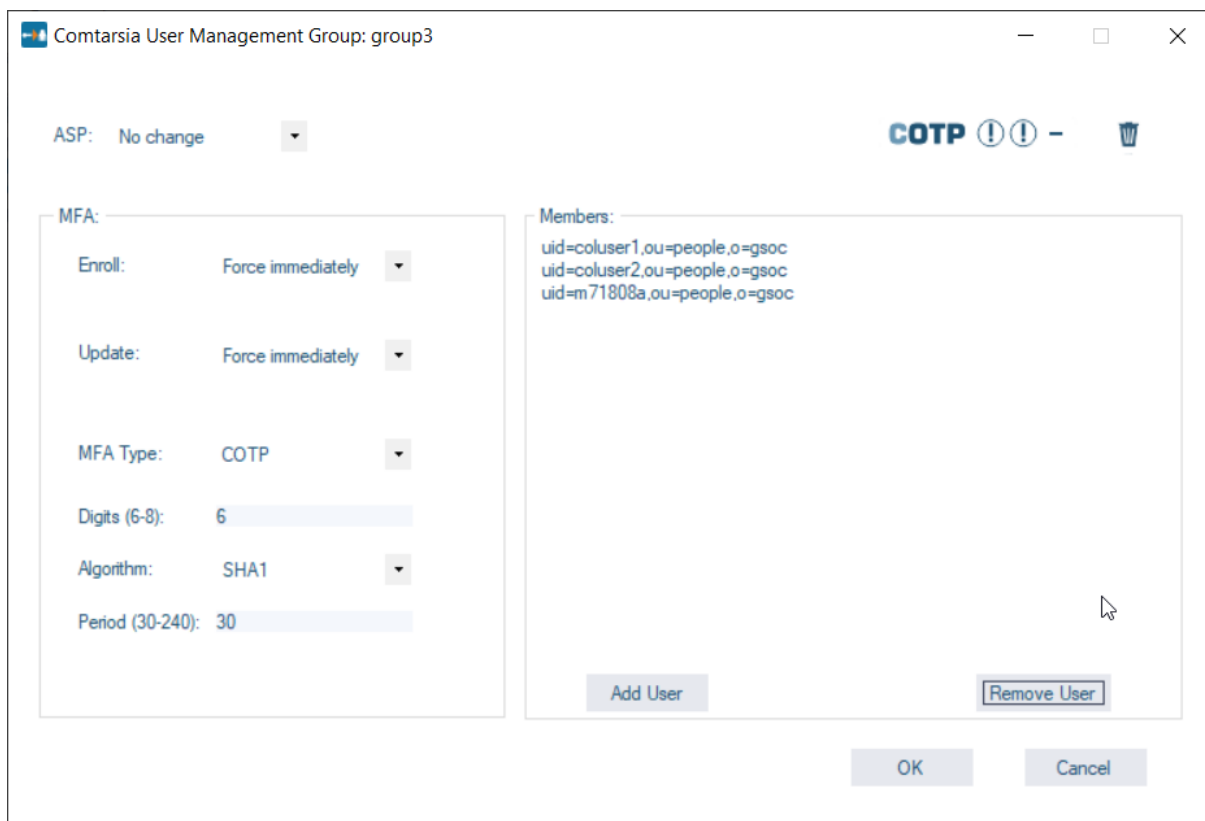 Comtarsia User Management Group: group3
ASP: No change
COTP
MFA:
Enroll: Force immediately
Update: Force immediately
MFA Type: COTP
Digits (6-8): 6
Algorithm: SHA1
Period (30-240): 30
Members:
uid=coluser1,ou=people,o=gsoc
uid=coluser2,ou=people,o=gsoc
uid=m71808a,ou=people,o=gsoc
Add User
Remove User
OK
Cancel